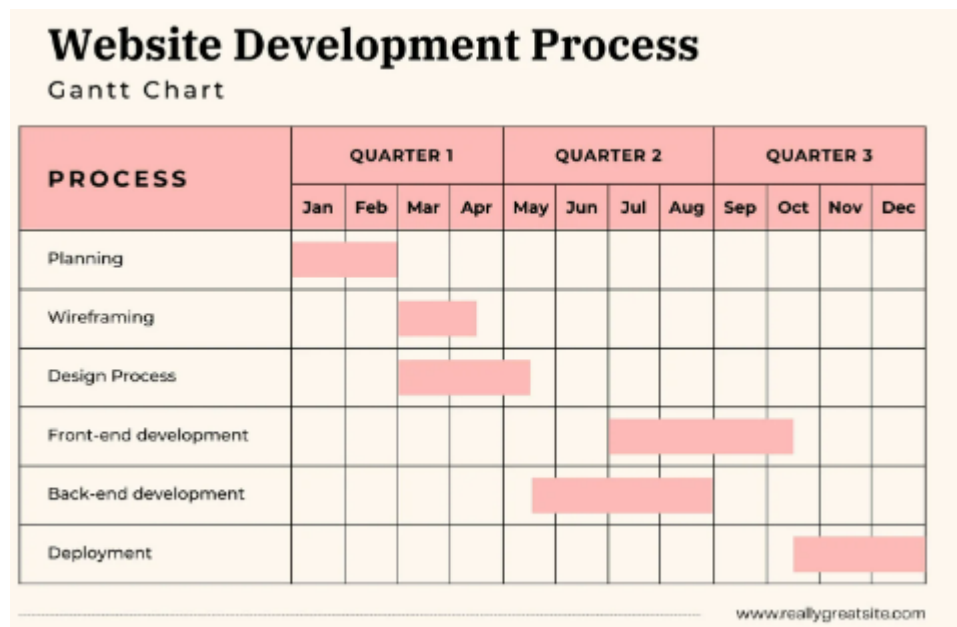 Website Development Process
Gantt Chart
PROCESS
QUARTER 1 QUARTER 2 QUARTER 3
Jan Feb Mar Apr May Jun Jul Aug Sep Oct Nov Dec
Planning
Wireframing
Design Process
Front-end development
Back-end development
Deployment
www.reallygreatsite.com